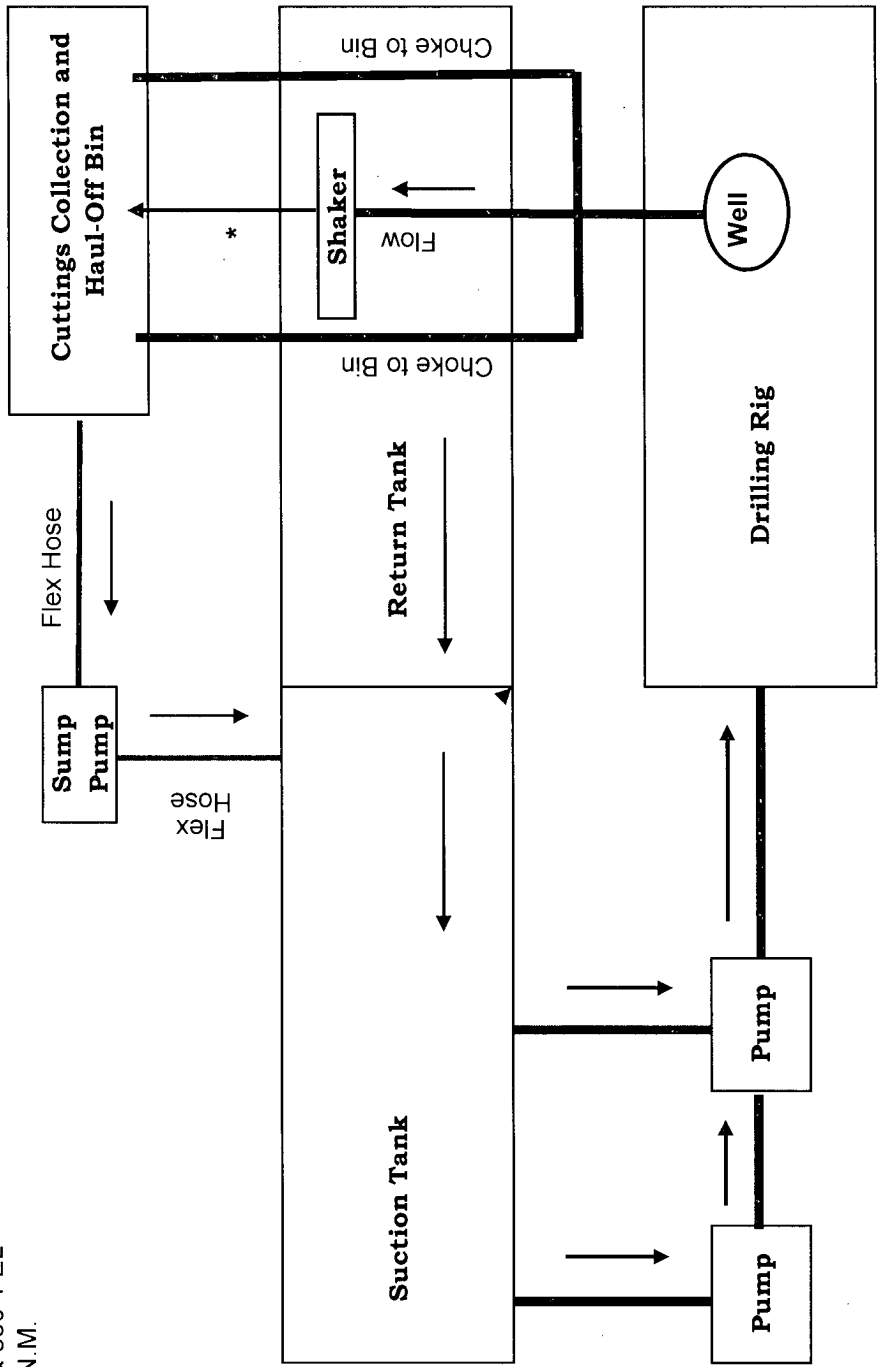 FEL
N.M.
Cuttings Collection and
Haul-Off Bin
Flex Hose
Sump
Pump
Flex
Hose
*
Choke to Bin
Shaker
Flow
Choke to Bin
Return Tank
Suction Tank
Well
Drilling Rig
Pump
Pump